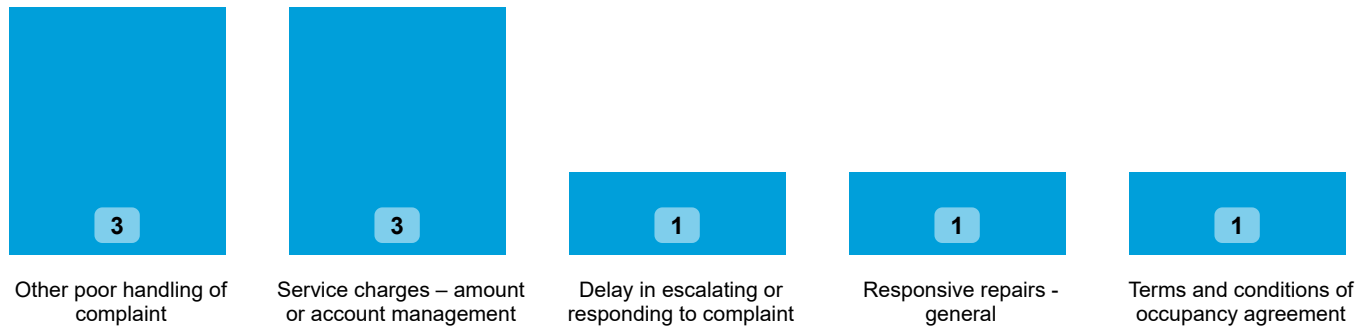 3
3
1
1
1
Other poor handling of
complaint
Service charges – amount
or account management
Delay in escalating or
responding to complaint
Responsive repairs -
general
Terms and conditions of
occupancy agreement